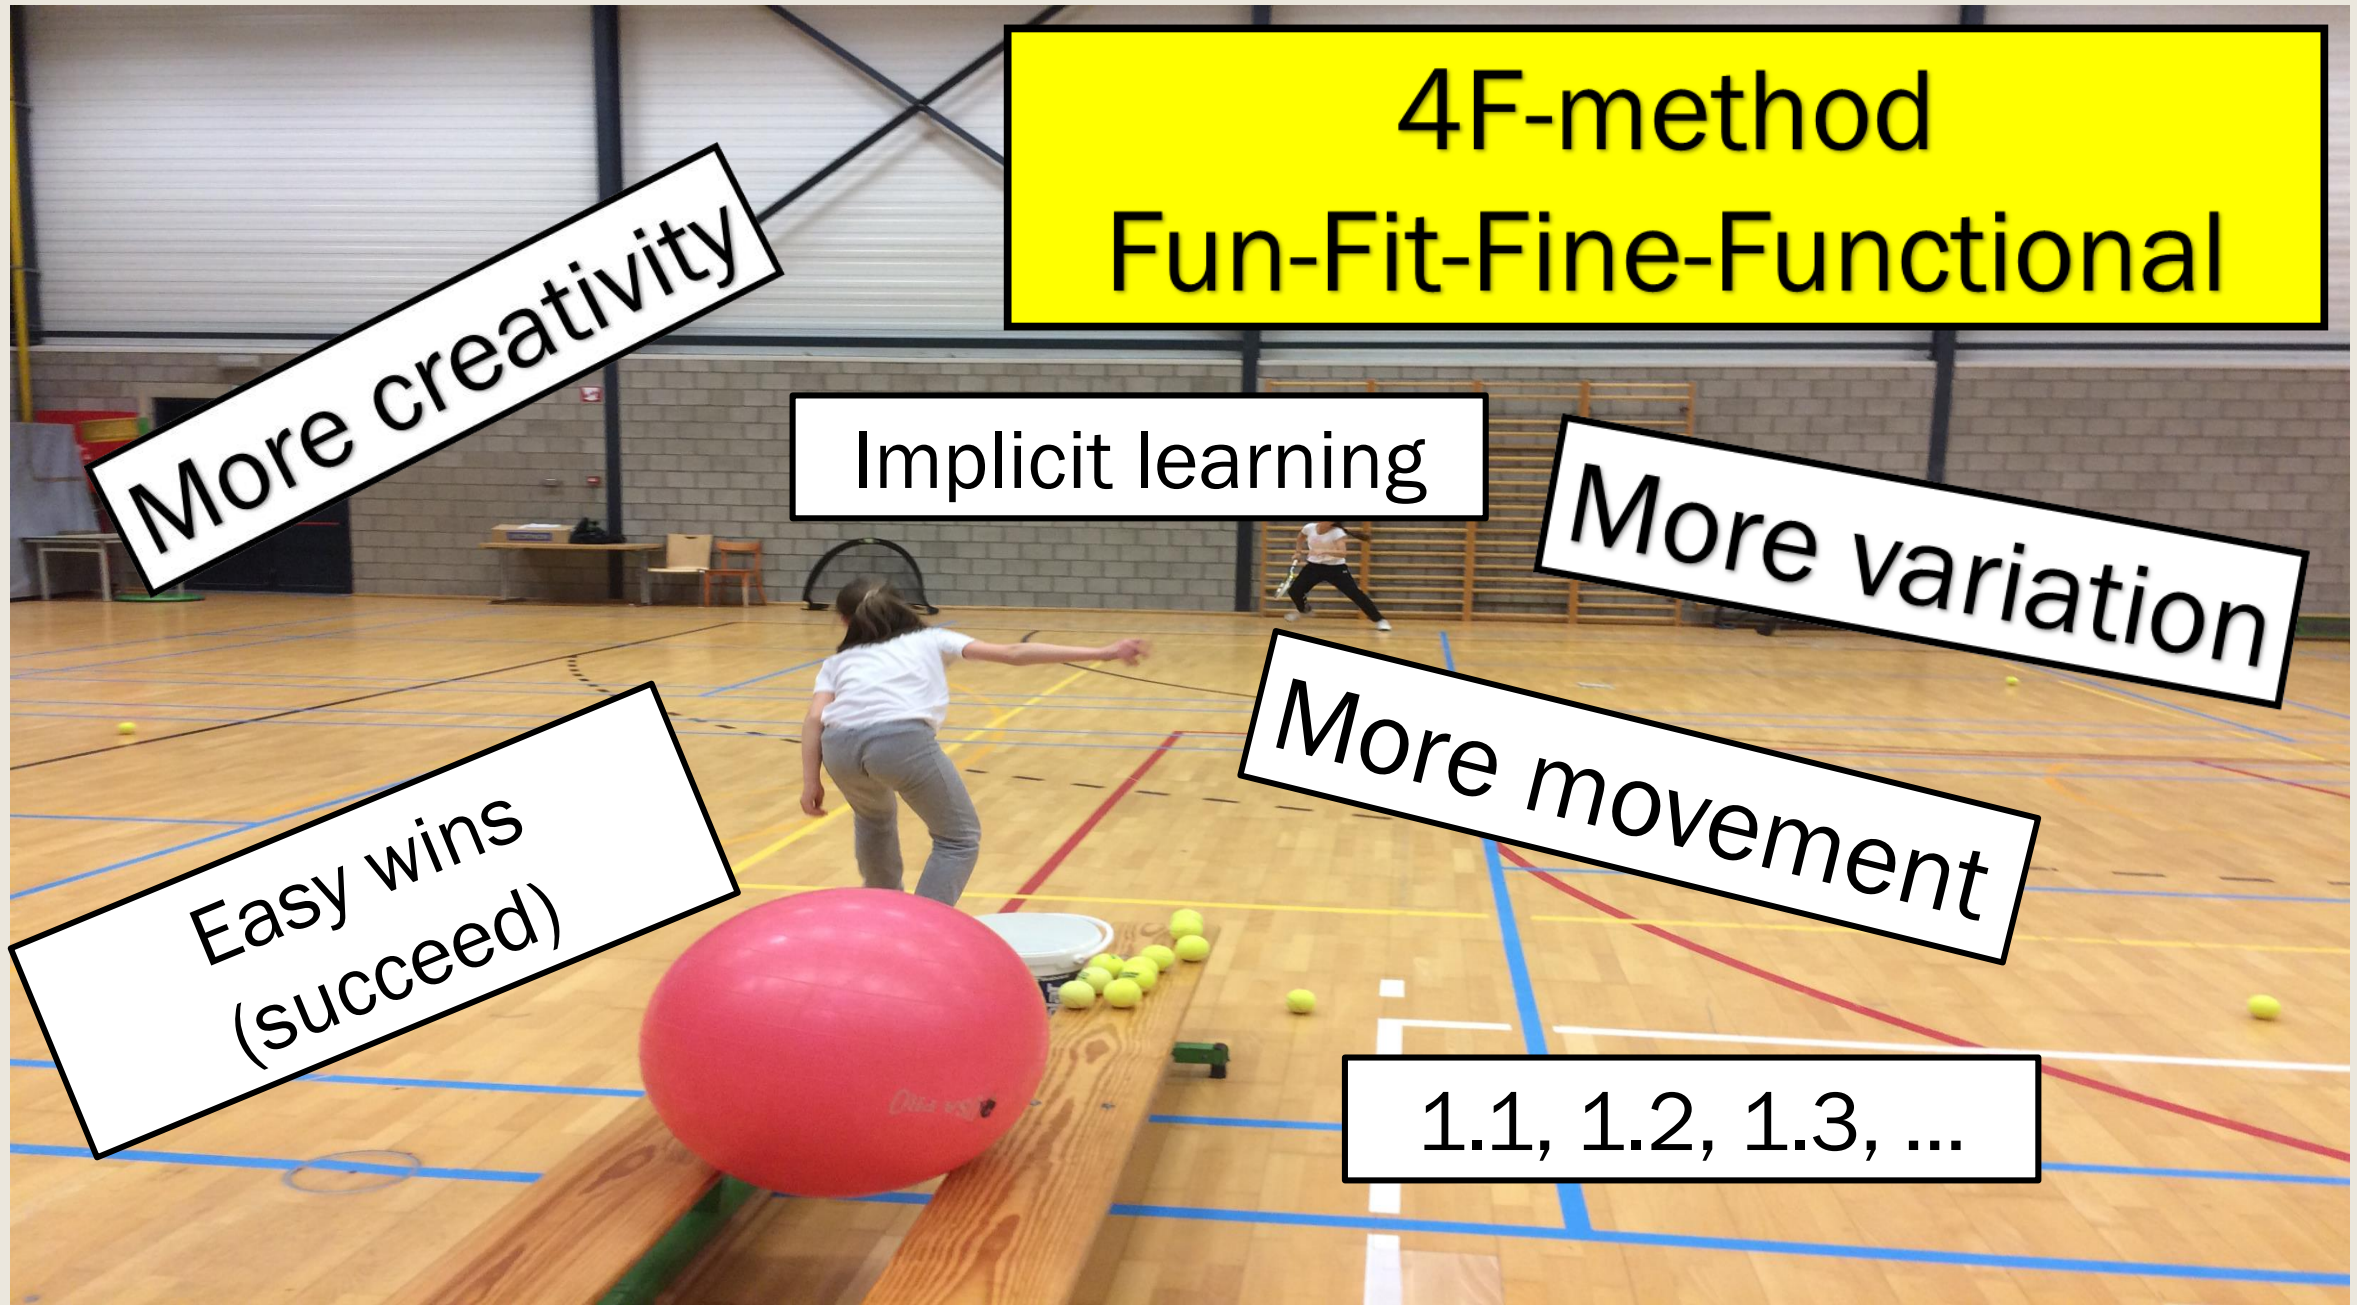 4F-method
Fun-Fit-Fine-Functional
More creativity
Implicit learning
More variation
More movement
Easy wins
(succeed)
1.1, 1.2, 1.3, ...